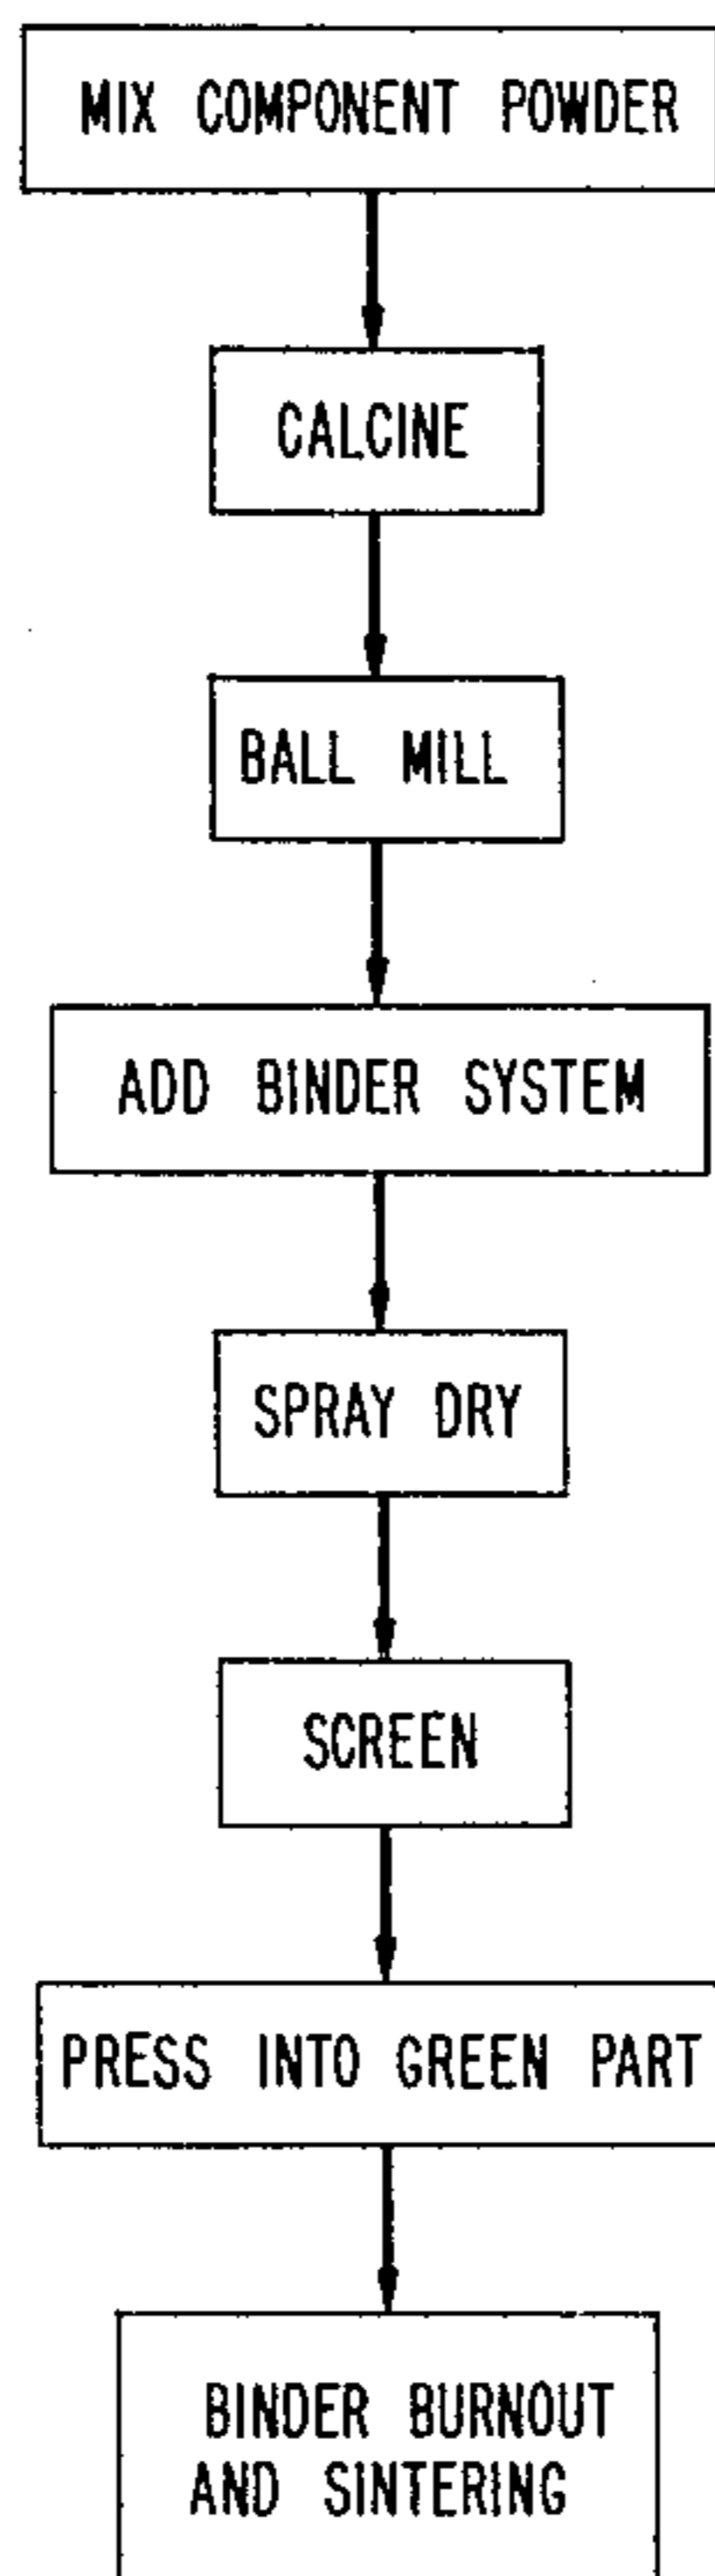 MIX COMPONENT POWDER
CALCINE
BALL MILL
ADD BINDER SYSTEM
SPRAY DRY
SCREEN
PRESS INTO GREEN PART
BINDER BURNOUT
AND SINTERING